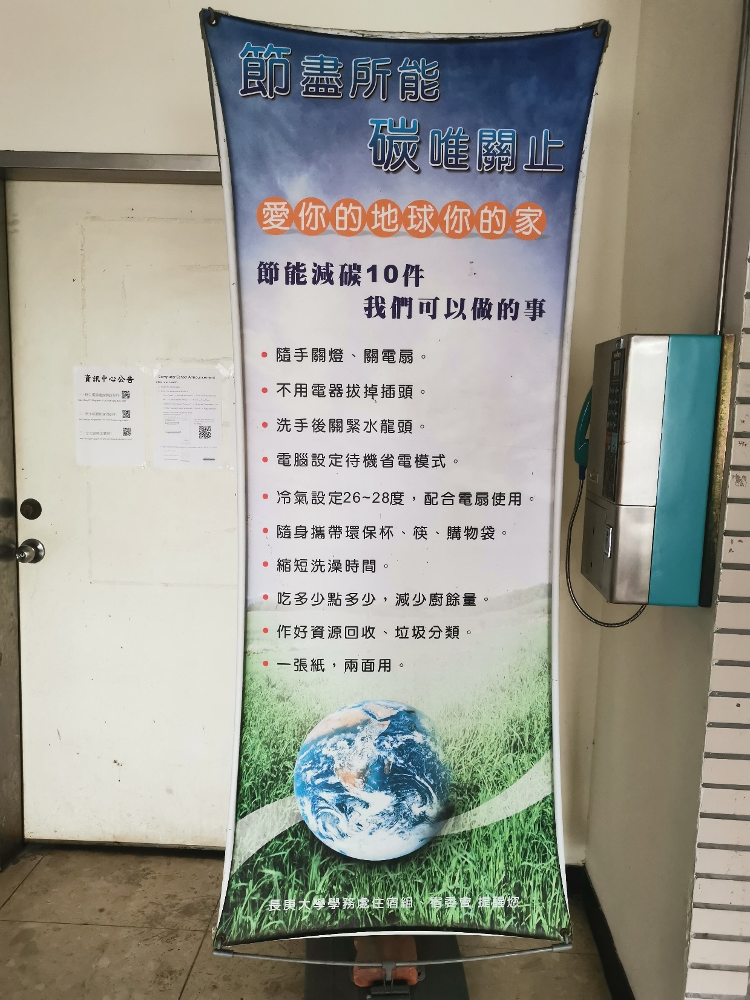 節盡所能
碳唯關止
愛你的地球你的家
節能減碳10件
我們可以做的事
隨手關燈、關電扇。
不用電器拔掉插頭。
洗手後關緊水龍頭。
電腦設定待機省電模式。
冷氣設定26~28度，配合電扇使用。
隨身攜帶環保杯、筷、購物袋。
縮短洗澡時間。
吃多少點多少，減少廚餘量。
作好資源回收、垃圾分類。
一張紙，兩面用。
長庚大學學務處住宿組、宿委會 提醒您
資訊中心公告
Computer Center Announcement